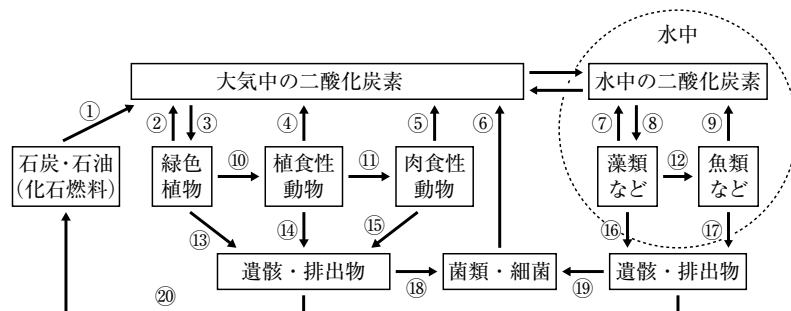 水中
大気中の二酸化炭素
水中の二酸化炭素
①
②
③
④
⑤
⑥
⑦
⑧
⑨
石炭・石油
(化石燃料)
緑色
植物
⑩
植食性
動物
⑪
肉食性
動物
藻類
など
⑫
魚類
など
⑬
⑭
⑮
⑯
⑰
遺骸・排出物
⑱
菌類・細菌
⑲
遺骸・排出物
⑳